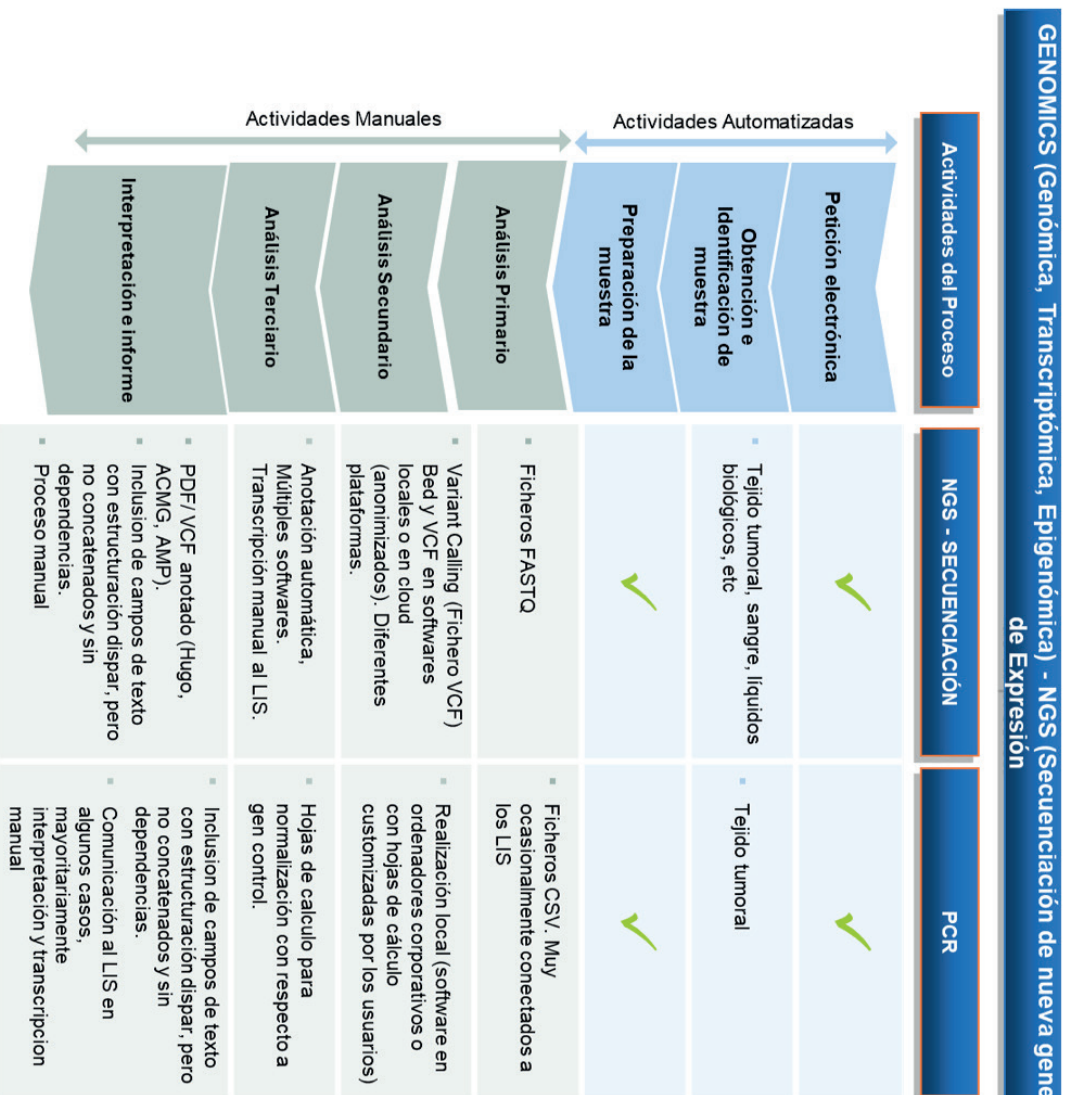 GENOMICS (Genómica, Transcriptómica, Epigenómica) - NGS (Secuenciación de nueva gene
de Expresión
Actividades del Proceso
NGS - SECUENCIACIÓN
PCR
Actividades Automatizadas
Actividades Manuales
Petición electrónica
Obtención e
Identificación de
muestra
Tejido tumoral, sangre, líquidos
biológicos, etc
Tejido tumoral
Preparación de la
muestra
Análisis Primario
Ficheros FASTQ
Ficheros CSV. Muy
ocasionalmente conectados a
los LIS
Análisis Secundario
Variant Calling (Fichero VCF)
Bed y VCF en softwares
locales o en cloud
(anonimizados). Diferentes
plataformas.
Realización local (software en
ordenadores corporativos o
con hojas de cálculo
customizadas por los usuarios)
Análisis Terciario
Anotación automática,
Múltiples softwares.
Transcripción manual al LIS.
Hojas de calculo para
normalización con respecto a
gen control.
Interpretación e informe
PDF/ VCF anotado (Hugo,
ACMG, AMP).
Inclusion de campos de texto
con estructuración dispar, pero
no concatenados y sin
dependencias.
Proceso manual
Inclusion de campos de texto
con estructuración dispar, pero
no concatenados y sin
dependencias.
Comunicación al LIS en
algunos casos,
mayoritariamente
interpretación y transcripcion
manual